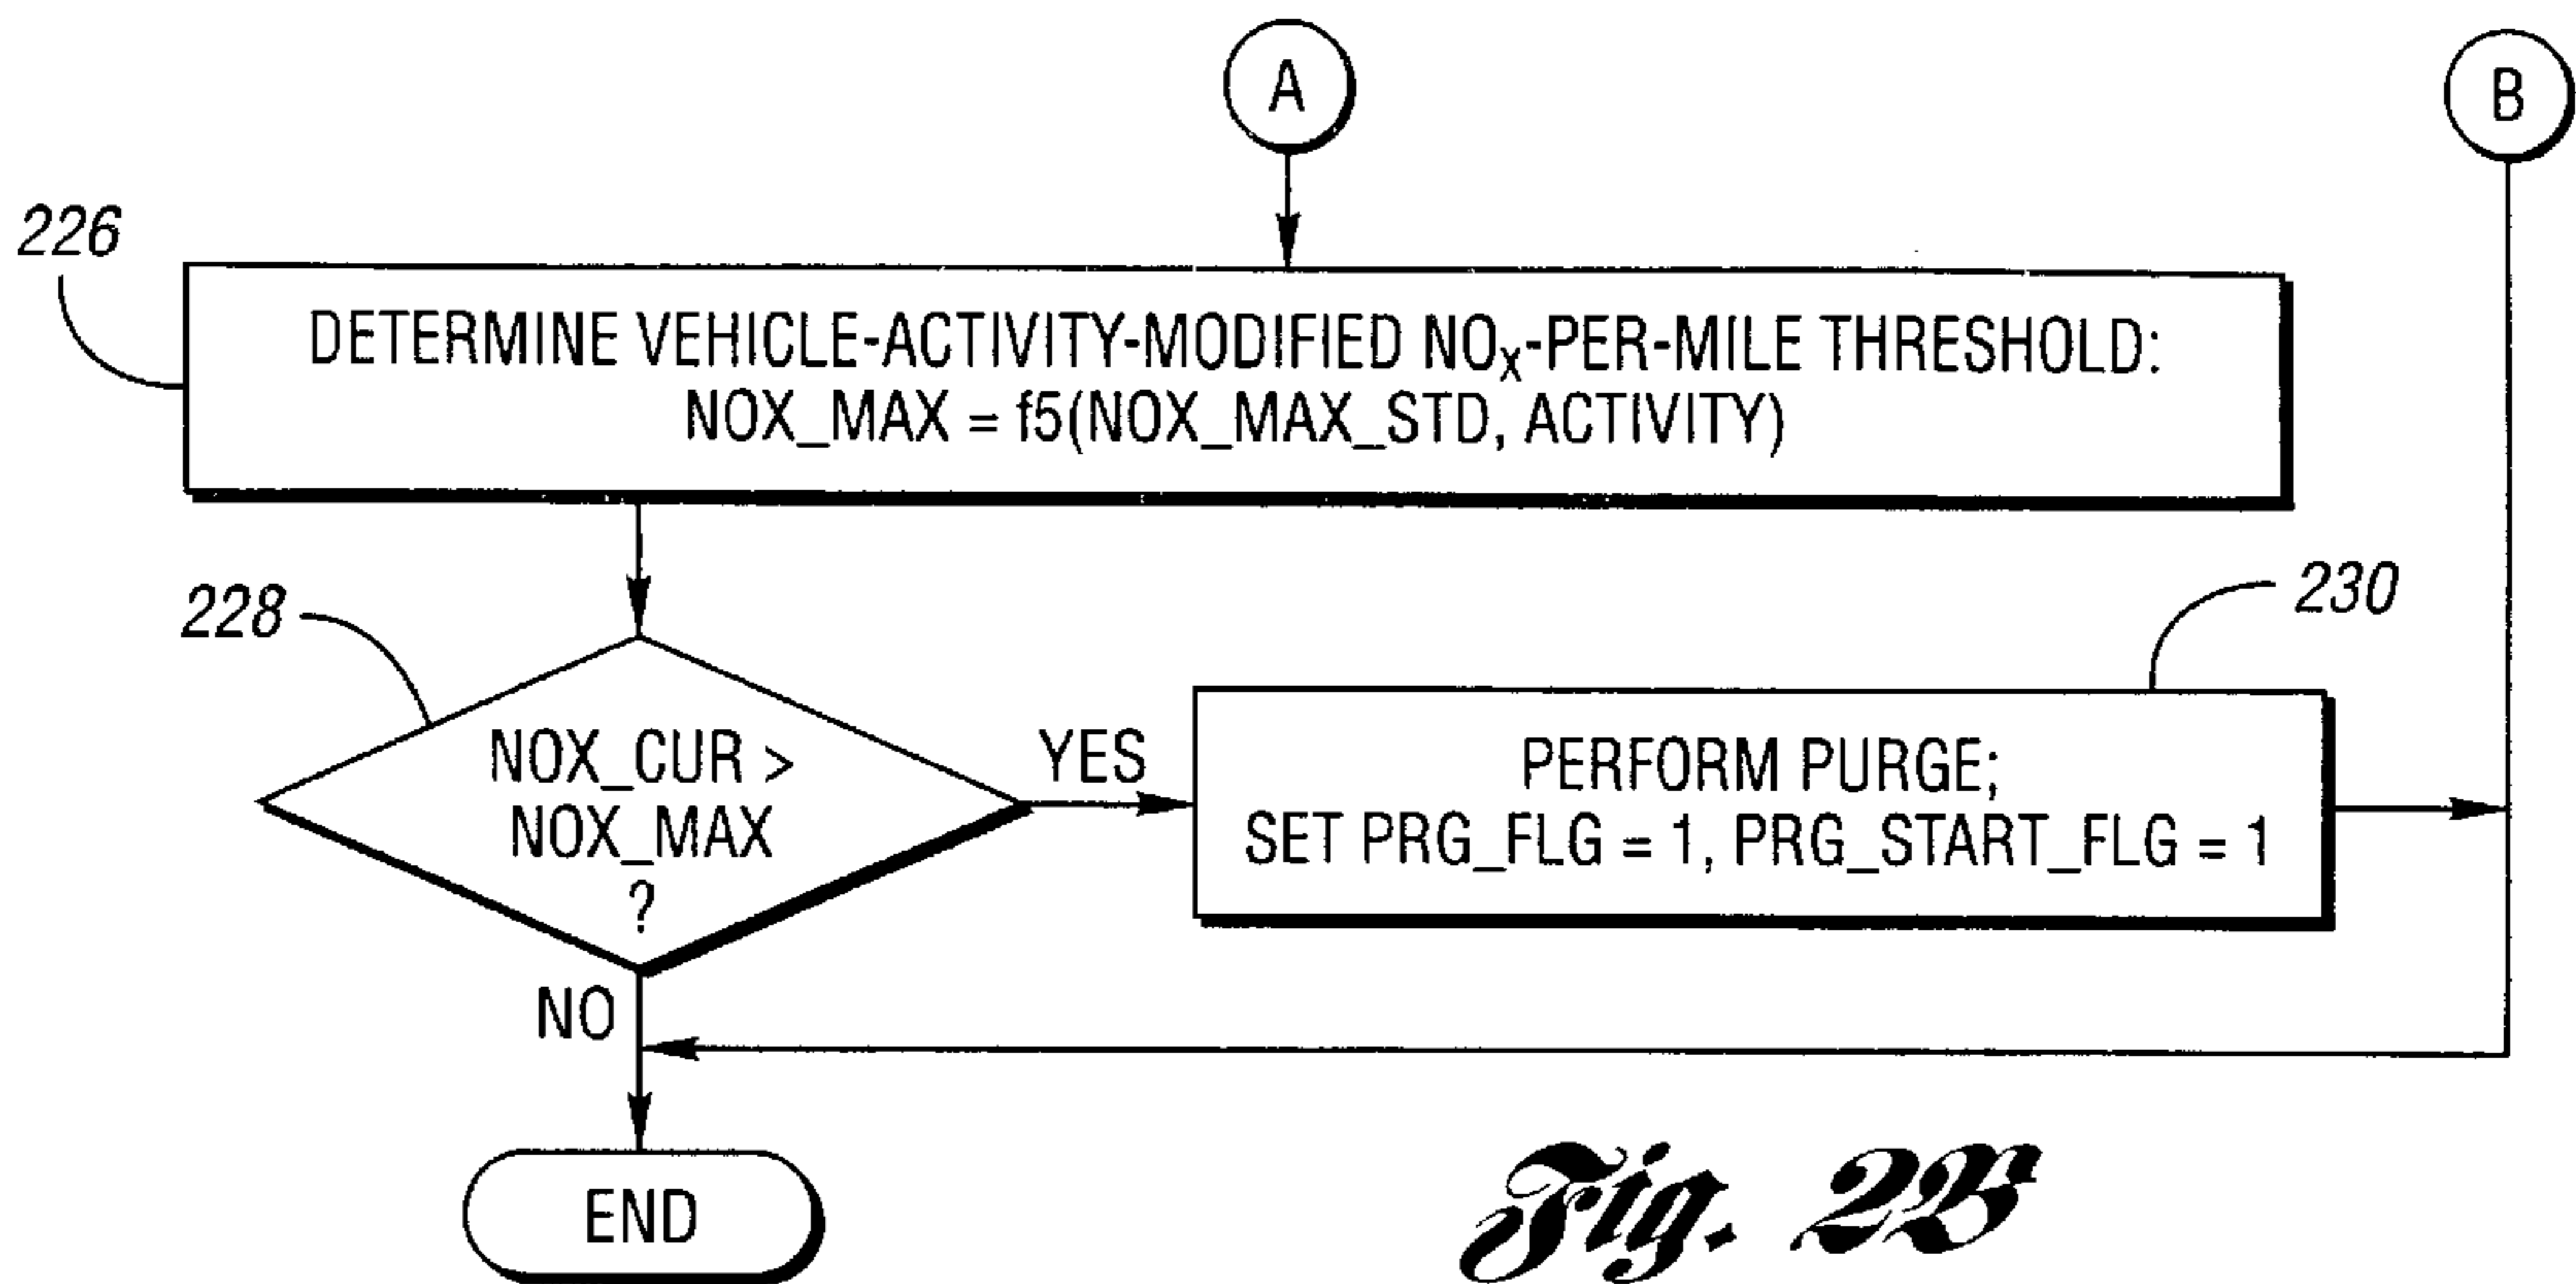 A
B
226
DETERMINE VEHICLE-ACTIVITY-MODIFIED NOₓ-PER-MILE THRESHOLD:
NOX_MAX = f5(NOX_MAX_STD, ACTIVITY)
228
NOX_CUR >
NOX_MAX
?
YES
230
PERFORM PURGE;
SET PRG_FLG = 1, PRG_START_FLG = 1
NO
END
Fig. 2B